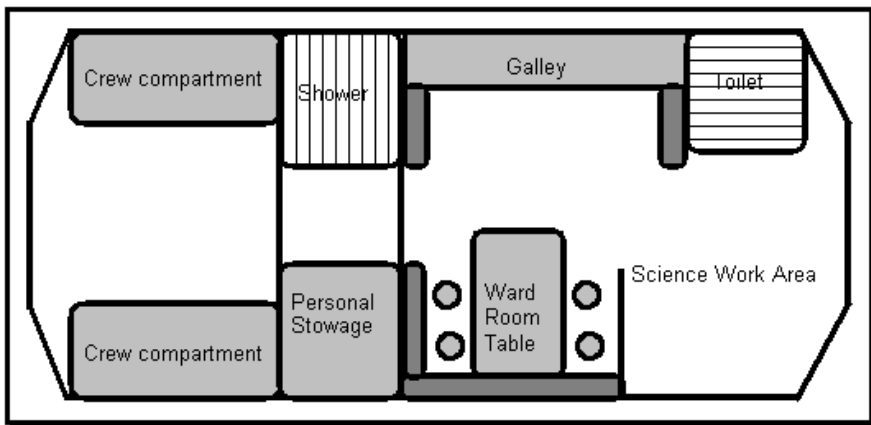 Crew compartment
Shower
Galley
Toilet
Science Work Area
Personal
Stowage
Ward
Room
Table
Crew compartment